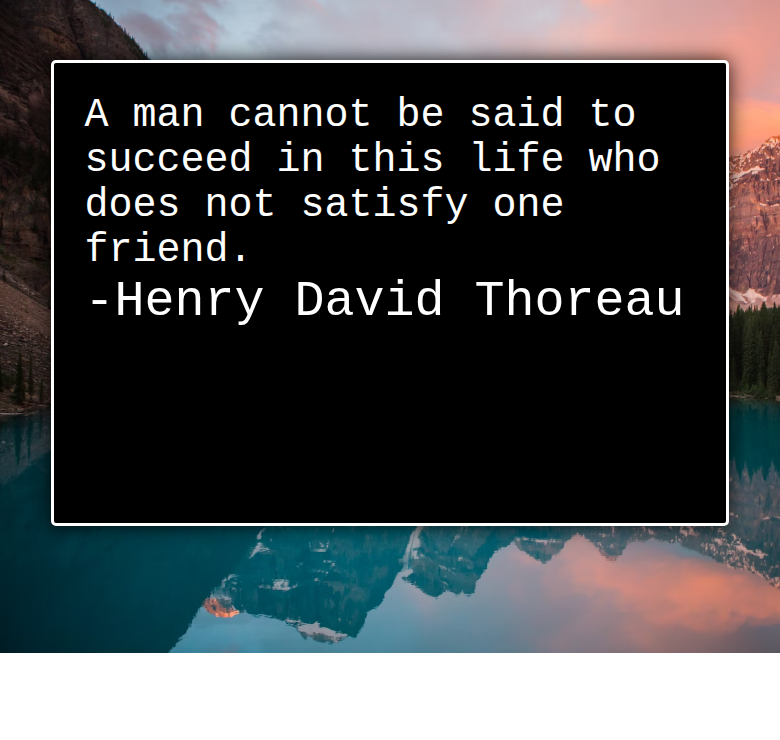 A man cannot be said to
succeed in this life who
does not satisfy one
friend.
-Henry David Thoreau